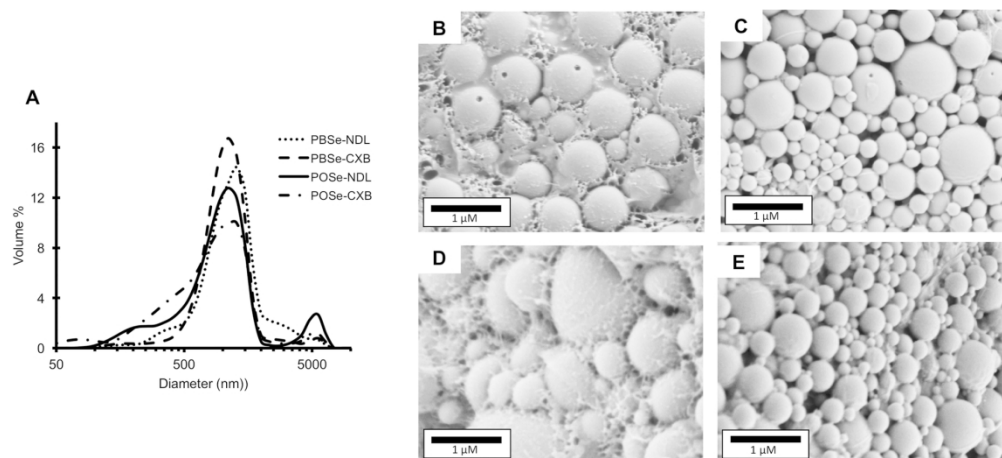 A
Volume %
16
12
8
4
0
50
500
5000
Diameter (nm))
PBSe-NDL
PBSe-CXB
POSe-NDL
POSe-CXB
B
1 μM
C
1 μM
D
1 μM
E
1 μM